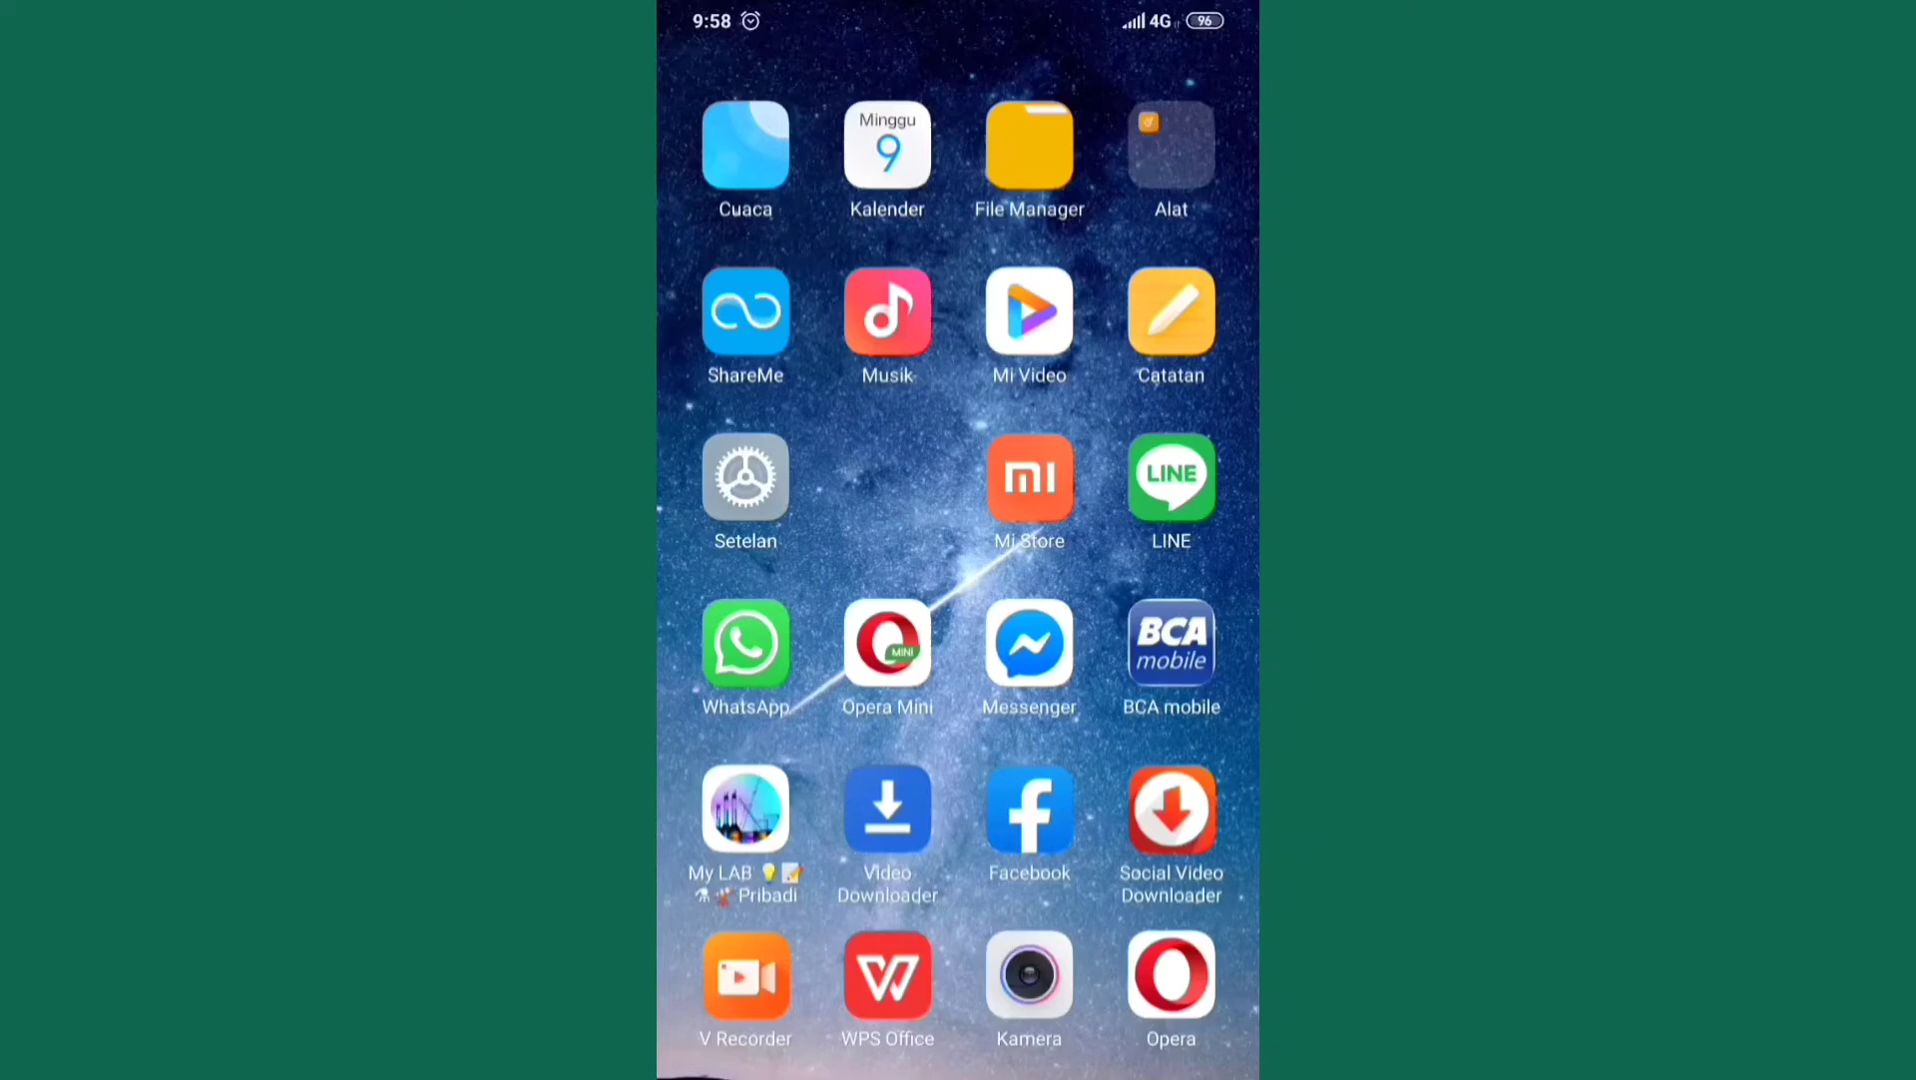 9:58 4G 96
Minggu
9
Cuaca Kalender File Manager Alat
ShareMe Musik Mi Video Catatan
LINE
Setelan Mi Store LINE
MINI BCA
mobile
WhatsApp Opera Mini Messenger BCA mobile
My LAB 💡📝 Video Facebook Social Video
Pribadi Downloader Downloader
V Recorder WPS Office Kamera Opera